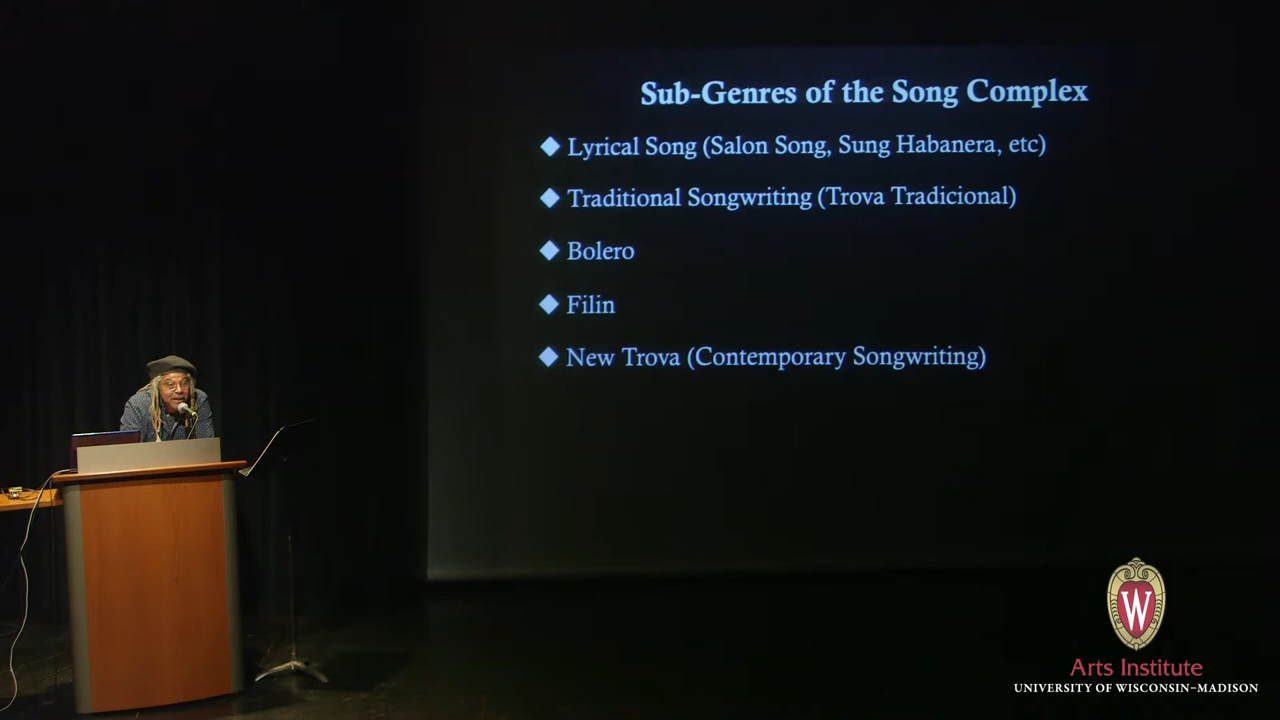 Sub-Genres of the Song Complex
◆ Lyrical Song (Salon Song, Sung Habanera, etc)
◆ Traditional Songwriting (Trova Tradicional)
◆ Bolero
◆ Filin
◆ New Trova (Contemporary Songwriting)
W
Arts Institute
UNIVERSITY OF WISCONSIN–MADISON